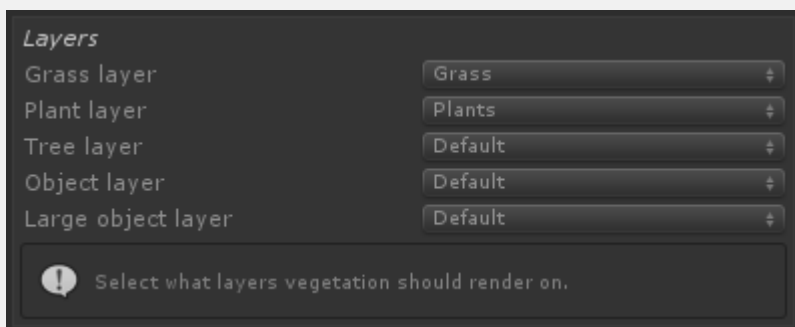 Layers
Grass layer Grass
Plant layer Plants
Tree layer Default
Object layer Default
Large object layer Default
Select what layers vegetation should render on.